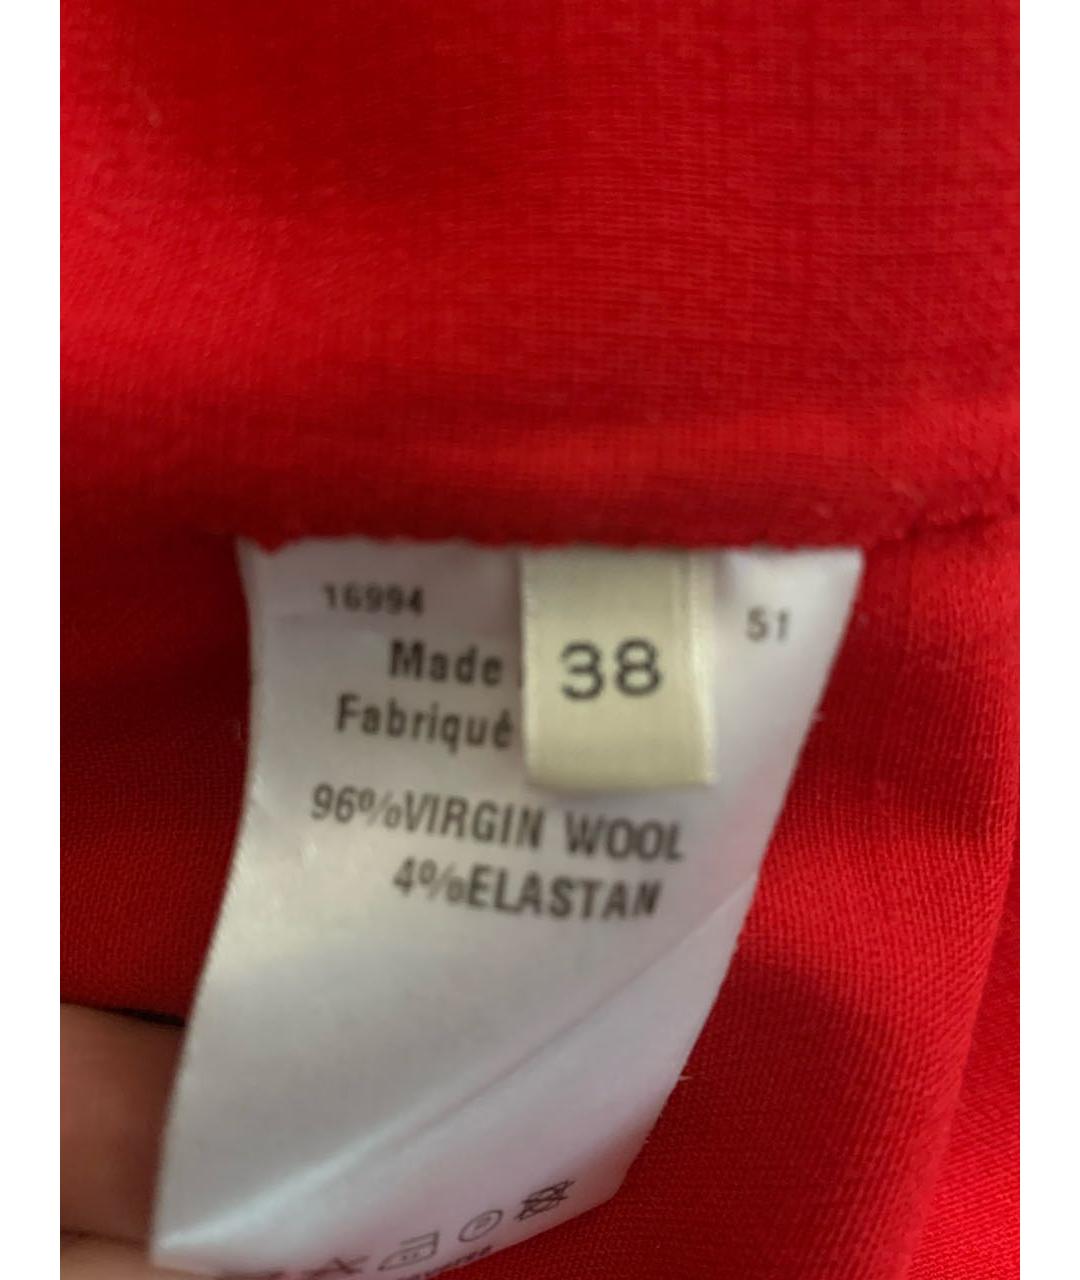 16994
51
Made
38
Fabriqué
96%VIRGIN WOOL
4%ELASTAN